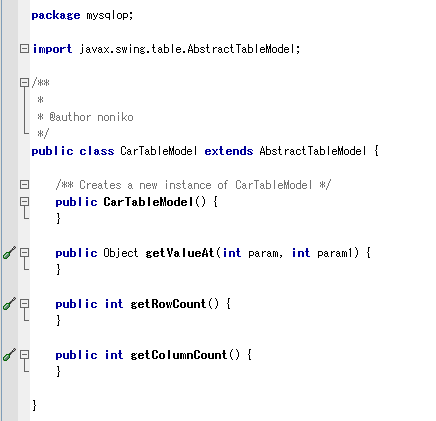 package mysqlop;
import javax.swing.table.AbstractTableModel;
/**
 *
 * @author noniko
 */
public class CarTableModel extends AbstractTableModel {
    /** Creates a new instance of CarTableModel */
    public CarTableModel() {
    }
    public Object getValueAt(int param, int param1) {
    }
    public int getRowCount() {
    }
    public int getColumnCount() {
    }
}